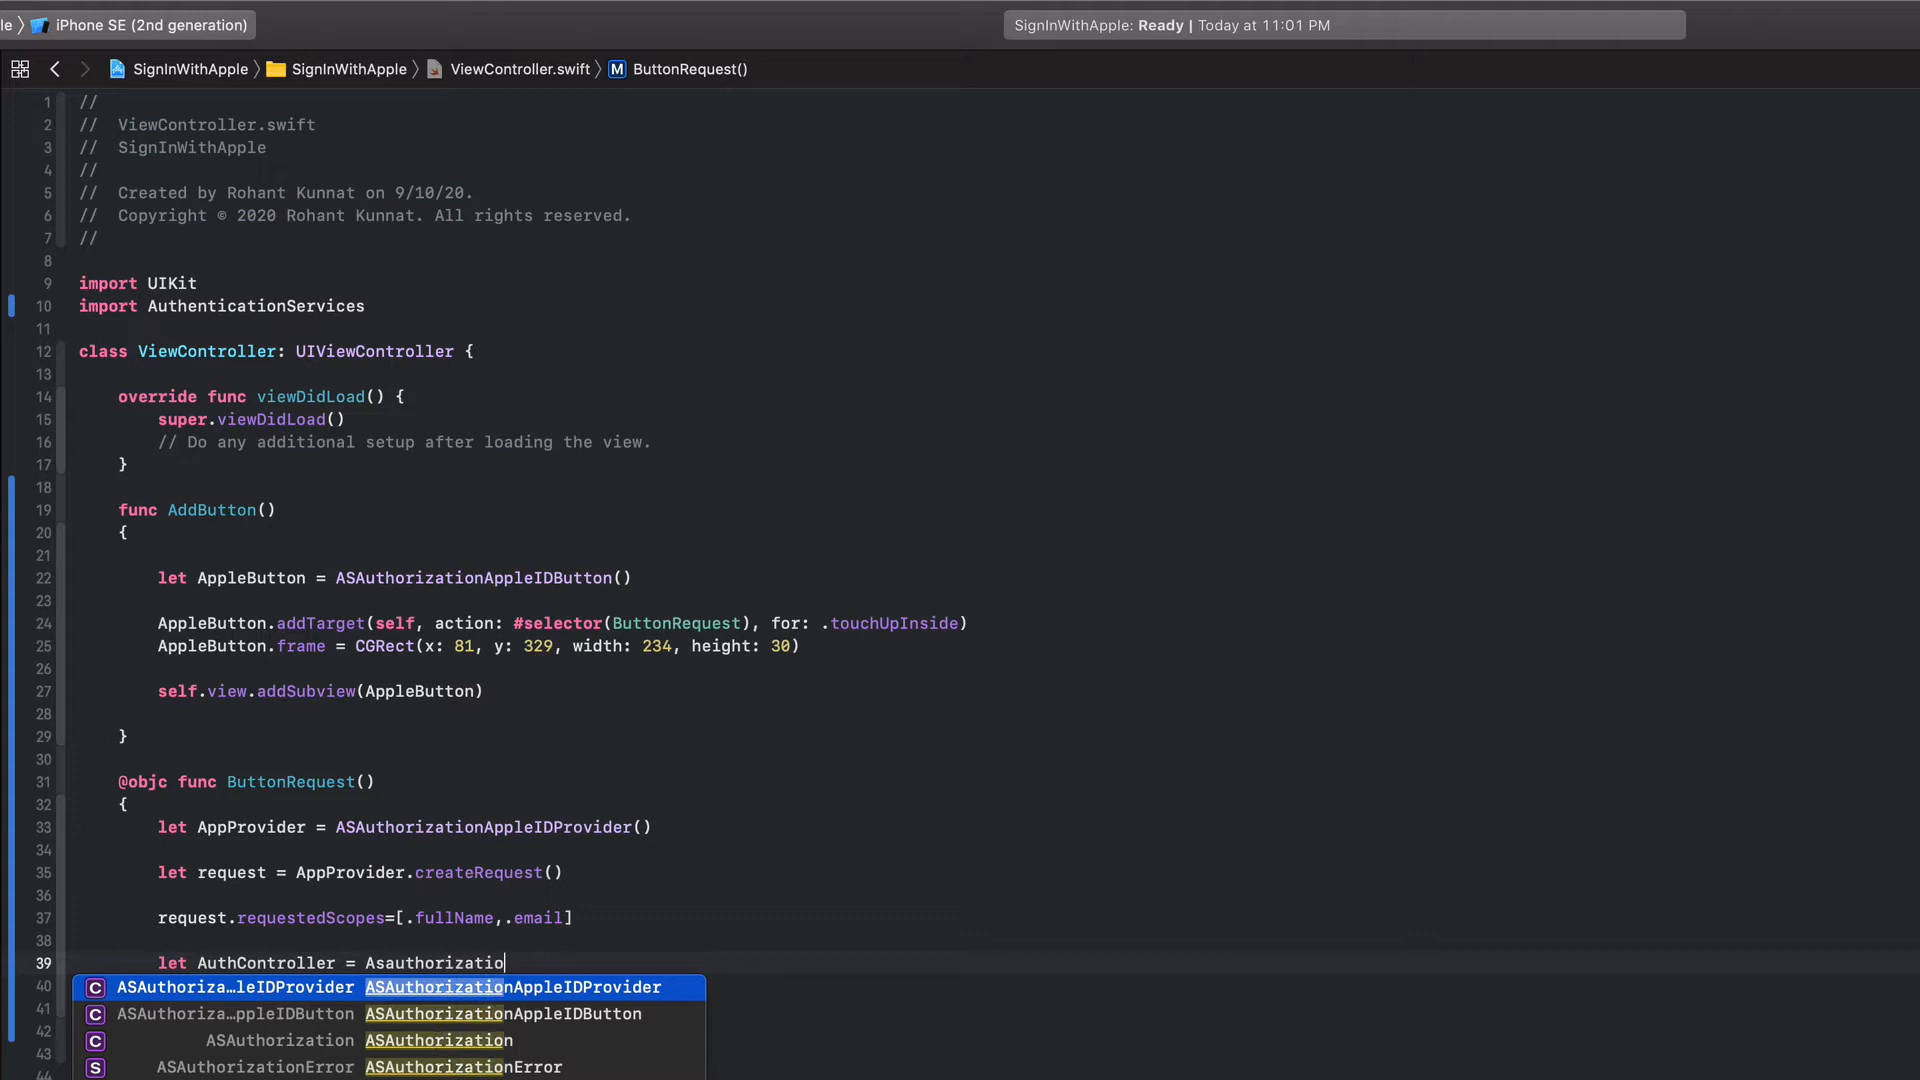 le 〉 iPhone SE (2nd generation)
SignInWithApple: Ready | Today at 11:01 PM
SignInWithApple 〉 SignInWithApple 〉 ViewController.swift 〉 M ButtonRequest()
1 //
2 //  ViewController.swift
3 //  SignInWithApple
4 //
5 //  Created by Rohant Kunnat on 9/10/20.
6 //  Copyright © 2020 Rohant Kunnat. All rights reserved.
7 //
8
9 import UIKit
10 import AuthenticationServices
11
12 class ViewController: UIViewController {
13
14     override func viewDidLoad() {
15         super.viewDidLoad()
16         // Do any additional setup after loading the view.
17     }
18
19     func AddButton()
20     {
21
22         let AppleButton = ASAuthorizationAppleIDButton()
23
24         AppleButton.addTarget(self, action: #selector(ButtonRequest), for: .touchUpInside)
25         AppleButton.frame = CGRect(x: 81, y: 329, width: 234, height: 30)
26
27         self.view.addSubview(AppleButton)
28
29     }
30
31     @objc func ButtonRequest()
32     {
33         let AppProvider = ASAuthorizationAppleIDProvider()
34
35         let request = AppProvider.createRequest()
36
37         request.requestedScopes=[.fullName,.email]
38
39         let AuthController = Asauthorizatio
40 C ASAuthoriza…leIDProvider ASAuthorizationAppleIDProvider
41 C ASAuthoriza…ppleIDButton ASAuthorizationAppleIDButton
42 C ASAuthorization ASAuthorization
43 S ASAuthorizationError ASAuthorizationError
44